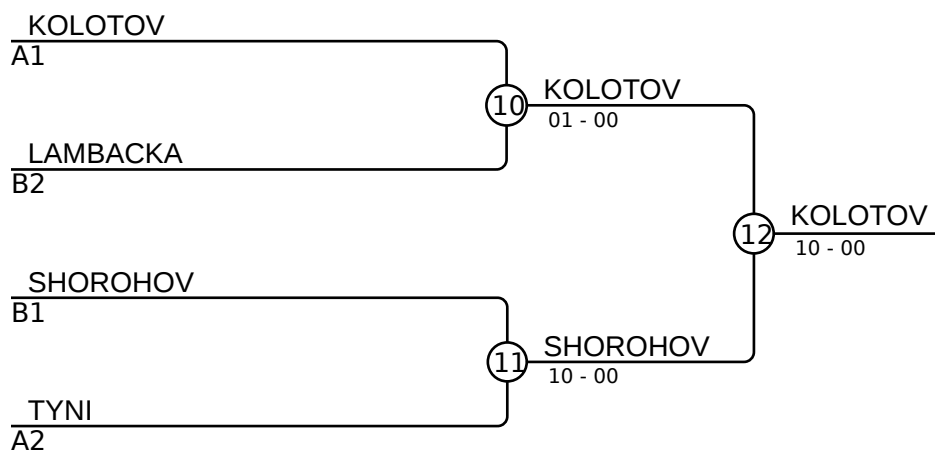 KOLOTOV
A1
10
KOLOTOV
01 - 00
LAMBACKA
B2
12
KOLOTOV
10 - 00
SHOROHOV
B1
11
SHOROHOV
10 - 00
TYNI
A2